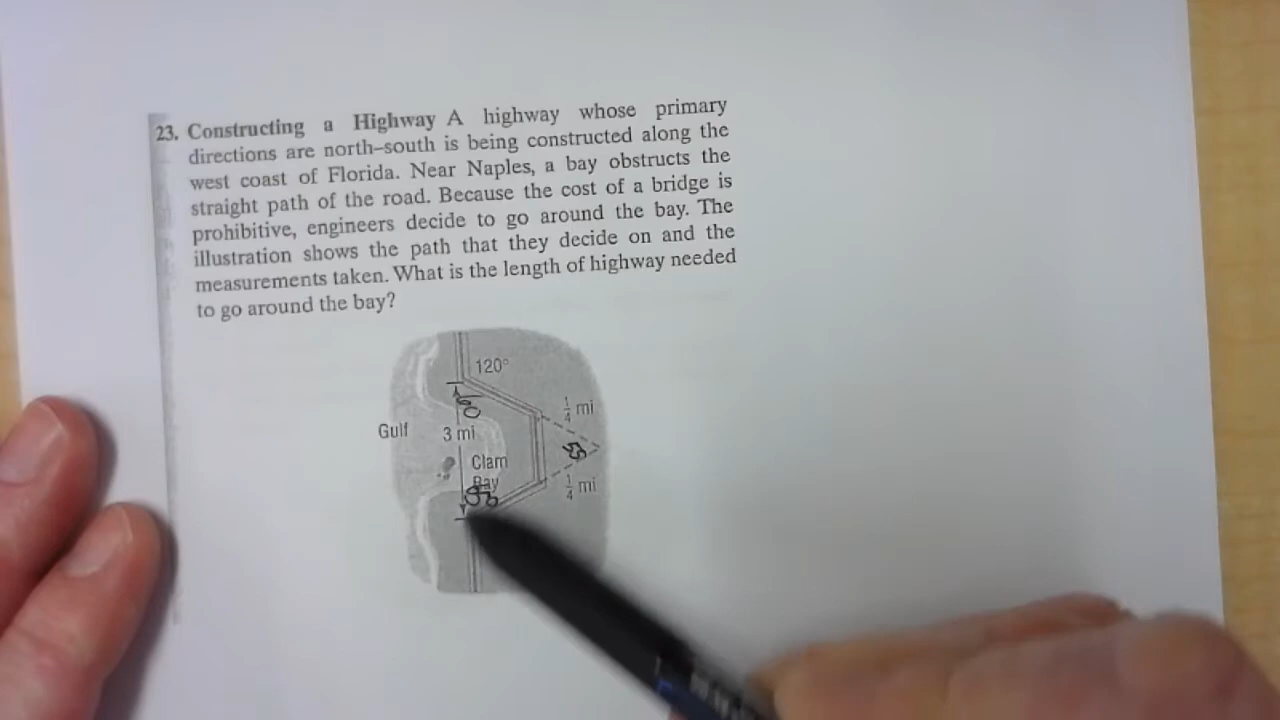 23. Constructing a Highway A highway whose primary
directions are north–south is being constructed along the
west coast of Florida. Near Naples, a bay obstructs the
straight path of the road. Because the cost of a bridge is
prohibitive, engineers decide to go around the bay. The
illustration shows the path that they decide on and the
measurements taken. What is the length of highway needed
to go around the bay?
120°
60
1/4 mi
Gulf
3 mi
Clam
Bay
1/4 mi